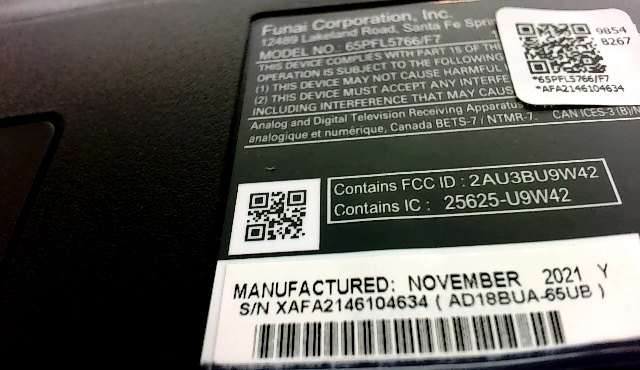 Funai Corporation, Inc.
12489 Lakeland Road, Santa Fe Sprin
MODEL NO : 65PFL5766/F7
THIS DEVICE COMPLIES WITH PART 15 OF THE
OPERATION IS SUBJECT TO THE FOLLOWING
(1) THIS DEVICE MAY NOT CAUSE HARMFUL
(2) THIS DEVICE MUST ACCEPT ANY INTERFE
INCLUDING INTERFERENCE THAT MAY CAUS
Analog and Digital Television Receiving Apparatus
analogique et numérique, Canada BETS-7 / NTMR-7. CAN ICES-3 (B)/N
9854
8267
*65PFL5766/F7
*AFA2146104634
Contains FCC ID : 2AU3BU9W42
Contains IC : 25625-U9W42
MANUFACTURED: NOVEMBER 2021 Y
S/N XAFA2146104634 ( AD18BUA-65UB )